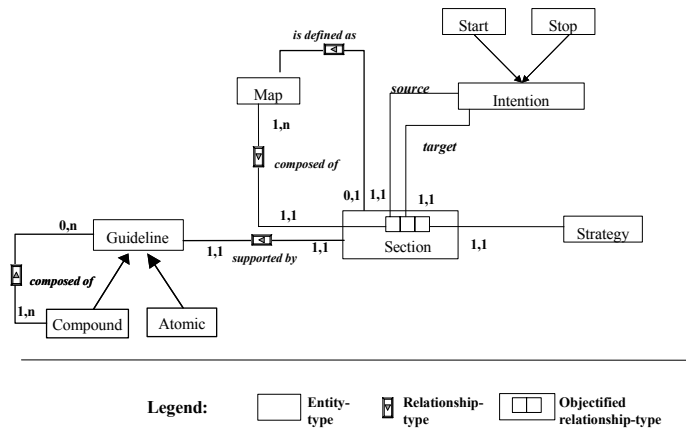 Start
Stop
is defined as
source
Map
Intention
1,n
target
composed of
0,1
1,1
1,1
1,1
0,n
Guideline
Section
Strategy
1,1
1,1
1,1
supported by
composed of
1,n
Compound
Atomic
Legend:
Entity-
type
Relationship-
type
Objectified
relationship-type